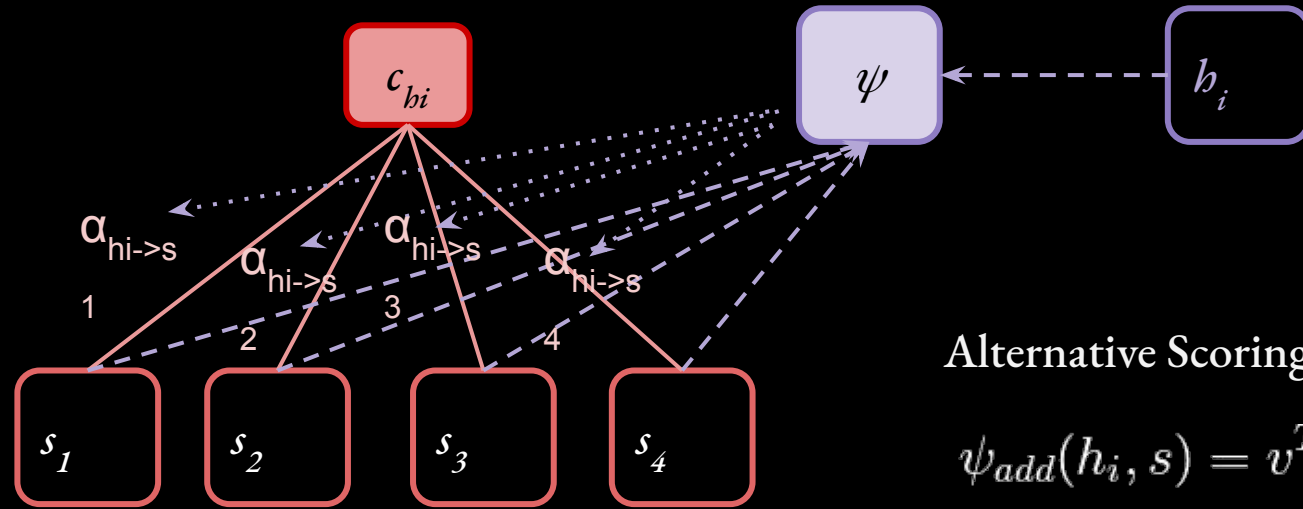 c_hi
ψ
h_i
α_hi->s
1
α_hi->s
2
α_hi->s
3
α_hi->s
4
s_1
s_2
s_3
s_4
Alternative Scoring
ψ_add(h_i, s) = v^T